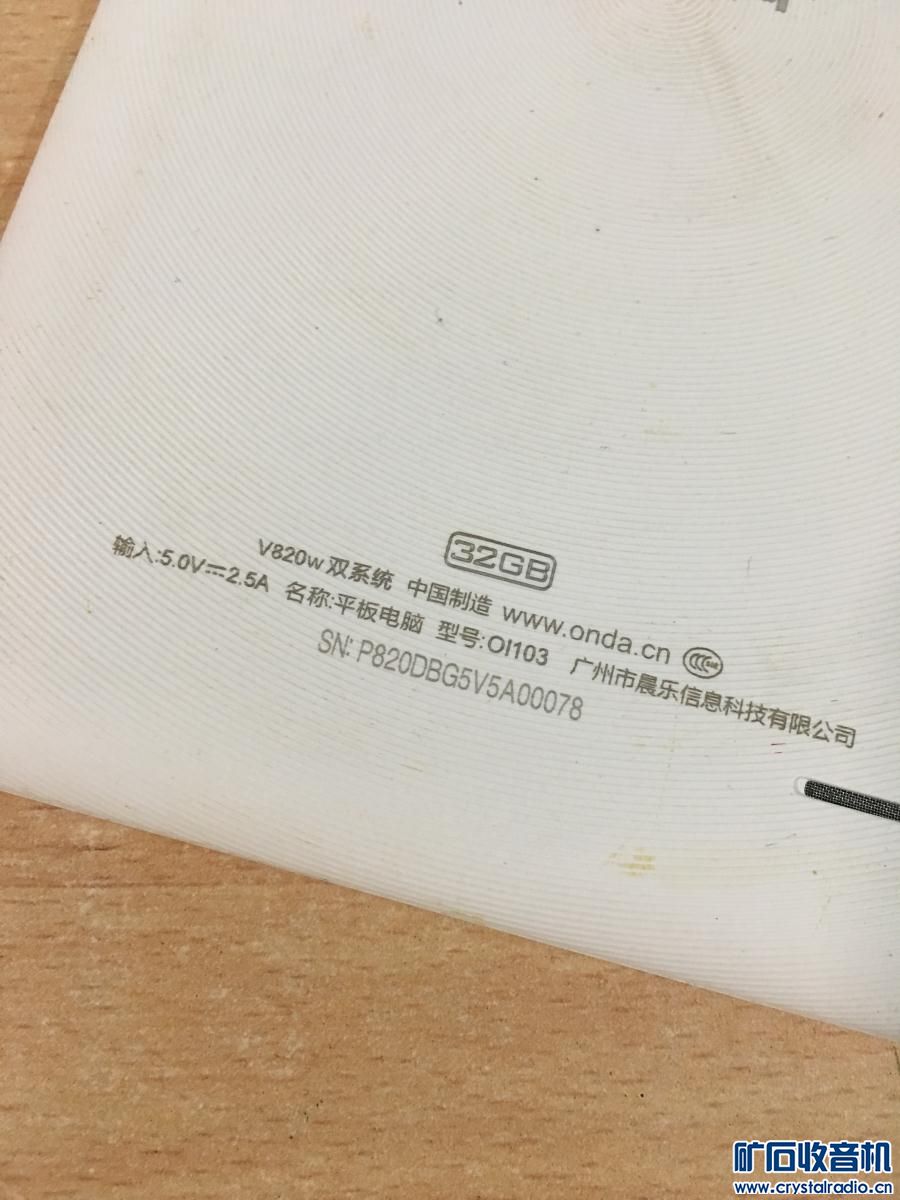 32GB
V820w 双系统 中国制造 www.onda.cn
输入:5.0V⎓2.5A 名称:平板电脑 型号:OI103 广州市晨乐信息科技有限公司
SN: P820DBG5V5A00078
矿石收音机
www.crystalradio.cn